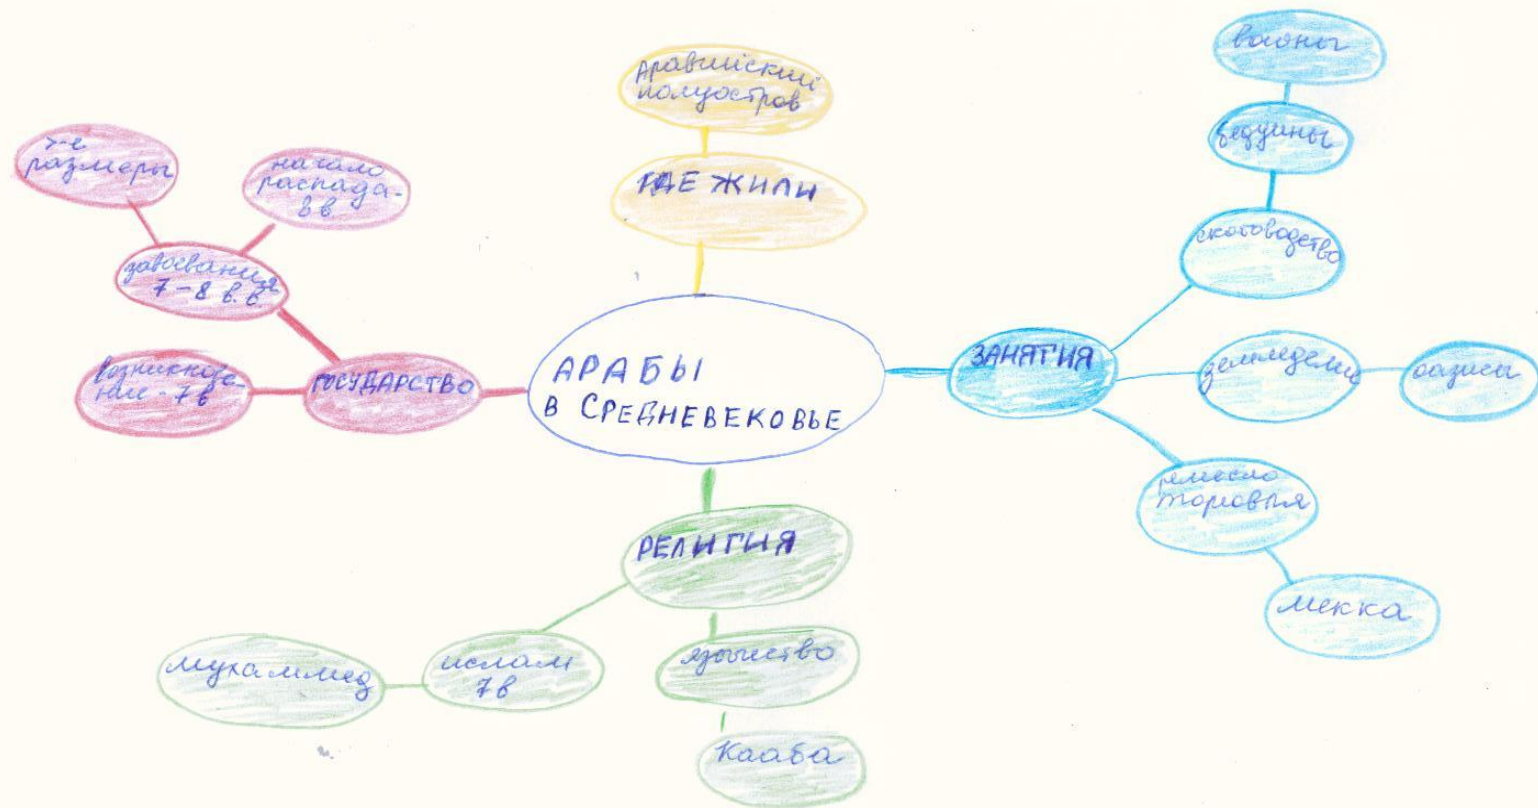 войны
Аравийский
полуостров
бедуины
>-е
размеры
начало
распада-
8 в
ГДЕ ЖИЛИ
скотоводство
завоевания
7-8 в.в.
АРАБЫ
В СРЕДНЕВЕКОВЬЕ
ЗАНЯТИЯ
земледелие
оазисы
возникнове-
ние - 7 в
ГОСУДАРСТВО
ремесло
торговля
РЕЛИГИЯ
мекка
мухаммед
ислам
7 в
язычество
Кааба